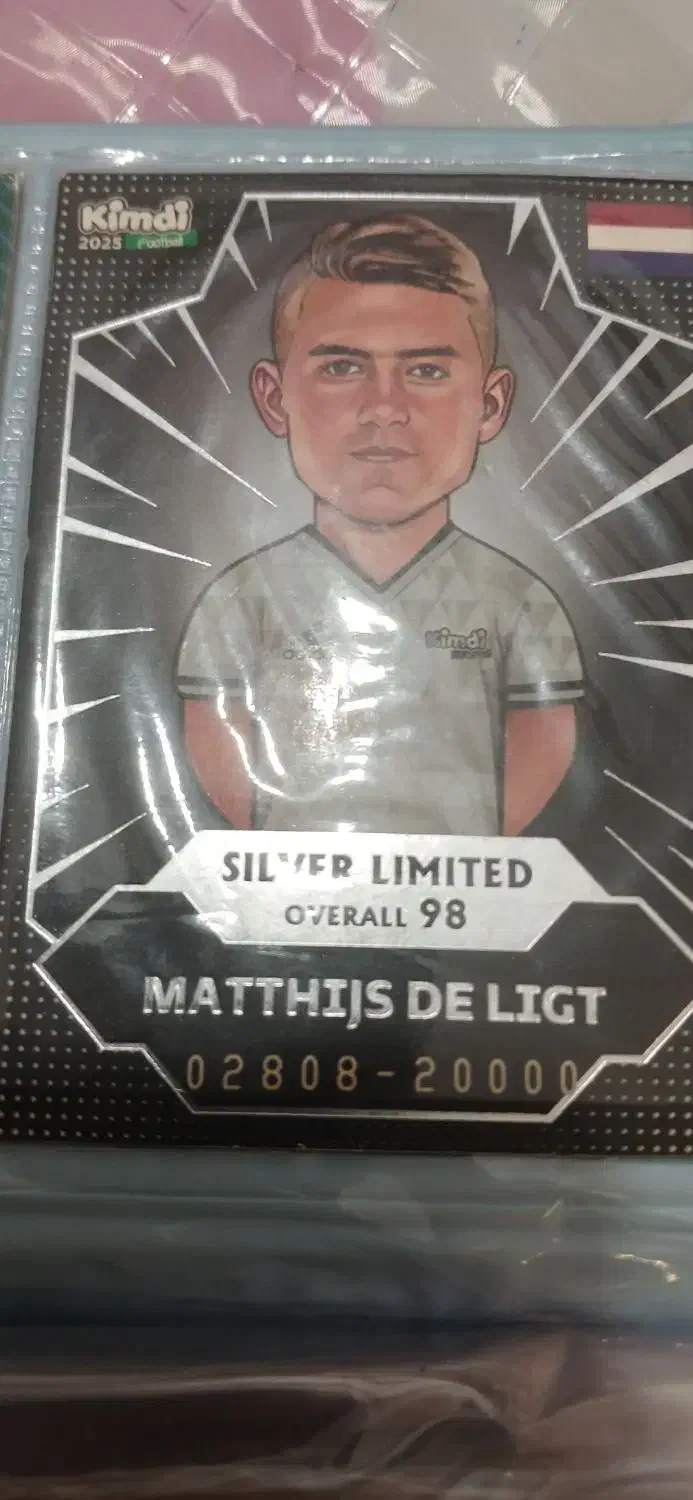 Kimdi
2025 Football
Kimdi
SILVER LIMITED
OVERALL 98
MATTHIJS DE LIGT
02808-20000